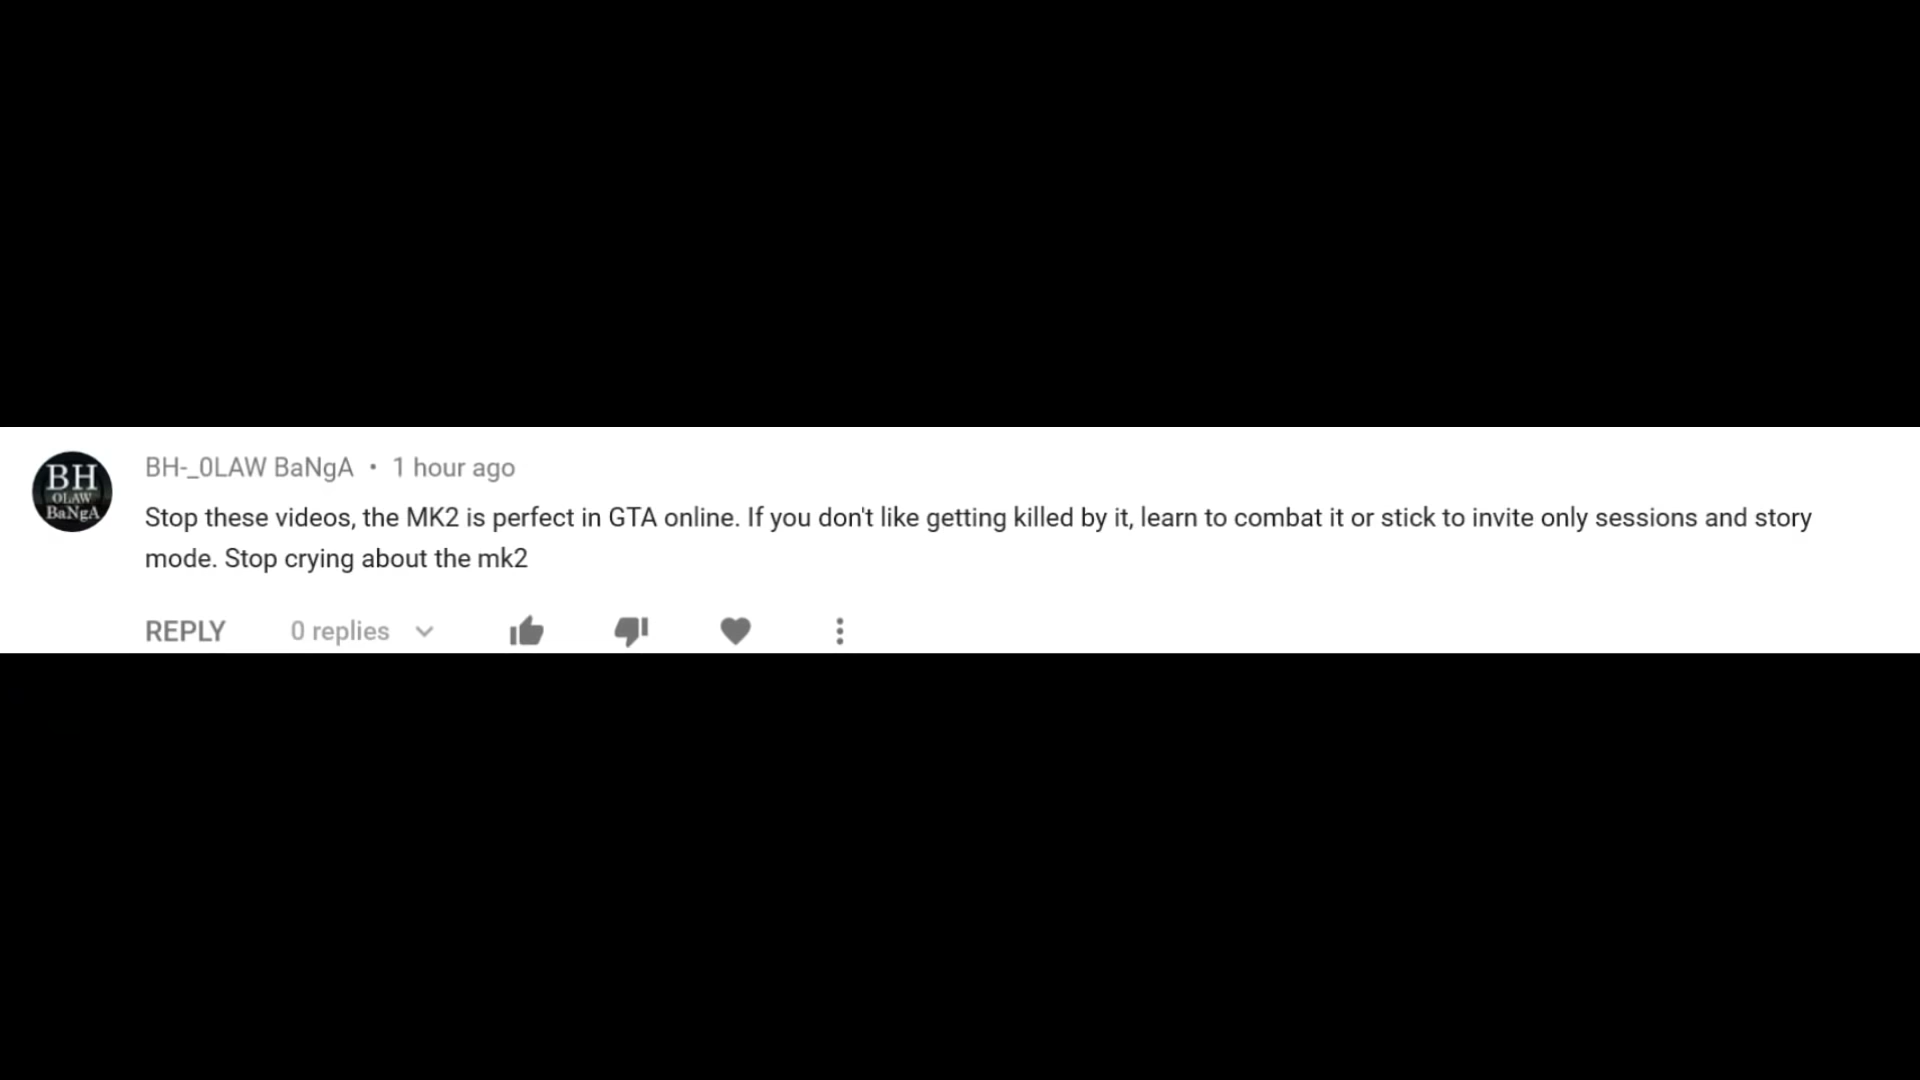 BH
OLAW
BaNgA
BH-_0LAW BaNgA • 1 hour ago
Stop these videos, the MK2 is perfect in GTA online. If you don't like getting killed by it, learn to combat it or stick to invite only sessions and story
mode. Stop crying about the mk2
REPLY 0 replies